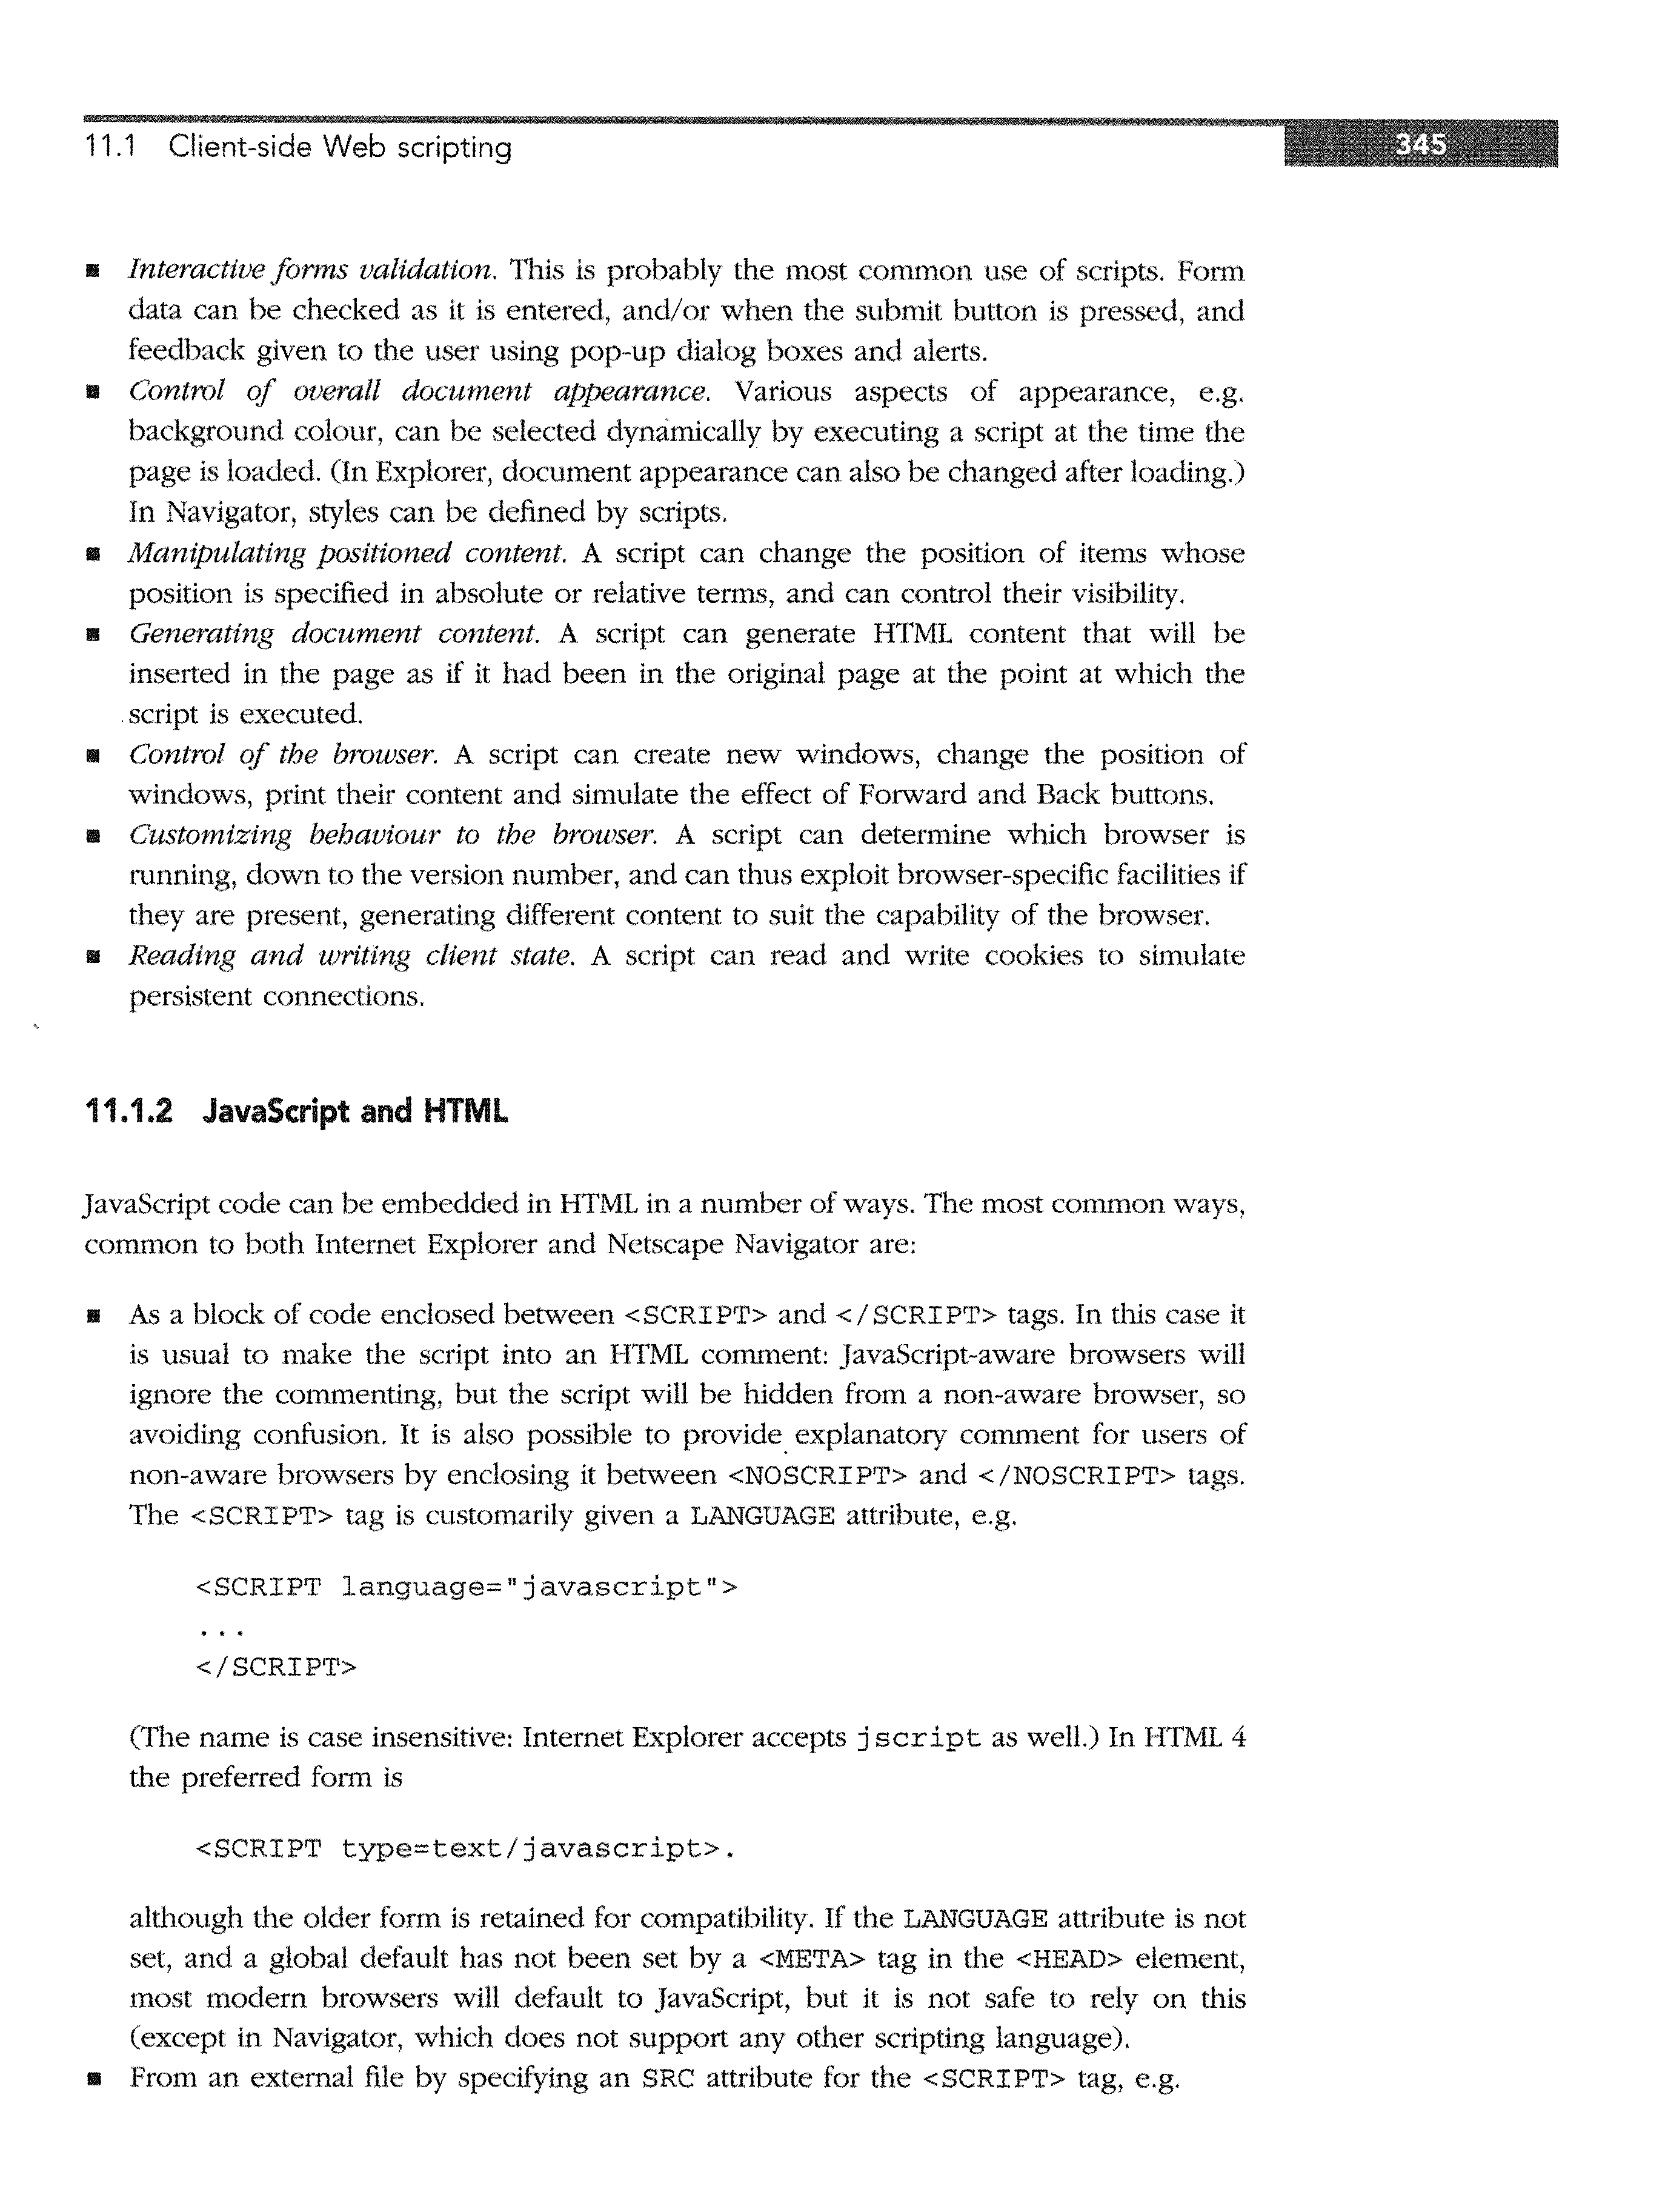 11.1 Client-side Web scripting
345
▪ Interactive forms validation. This is probably the most common use of scripts. Form
data can be checked as it is entered, and/or when the submit button is pressed, and
feedback given to the user using pop-up dialog boxes and alerts.
▪ Control of overall document appearance. Various aspects of appearance, e.g.
background colour, can be selected dynamically by executing a script at the time the
page is loaded. (In Explorer, document appearance can also be changed after loading.)
In Navigator, styles can be defined by scripts.
▪ Manipulating positioned content. A script can change the position of items whose
position is specified in absolute or relative terms, and can control their visibility.
▪ Generating document content. A script can generate HTML content that will be
inserted in the page as if it had been in the original page at the point at which the
script is executed.
▪ Control of the browser. A script can create new windows, change the position of
windows, print their content and simulate the effect of Forward and Back buttons.
▪ Customizing behaviour to the browser. A script can determine which browser is
running, down to the version number, and can thus exploit browser-specific facilities if
they are present, generating different content to suit the capability of the browser.
▪ Reading and writing client state. A script can read and write cookies to simulate
persistent connections.
11.1.2 JavaScript and HTML
JavaScript code can be embedded in HTML in a number of ways. The most common ways,
common to both Internet Explorer and Netscape Navigator are:
▪ As a block of code enclosed between <SCRIPT> and </SCRIPT> tags. In this case it
is usual to make the script into an HTML comment: JavaScript-aware browsers will
ignore the commenting, but the script will be hidden from a non-aware browser, so
avoiding confusion. It is also possible to provide explanatory comment for users of
non-aware browsers by enclosing it between <NOSCRIPT> and </NOSCRIPT> tags.
The <SCRIPT> tag is customarily given a LANGUAGE attribute, e.g.
<SCRIPT language="javascript">
...
</SCRIPT>
(The name is case insensitive: Internet Explorer accepts jscript as well.) In HTML 4
the preferred form is
<SCRIPT type=text/javascript>.
although the older form is retained for compatibility. If the LANGUAGE attribute is not
set, and a global default has not been set by a <META> tag in the <HEAD> element,
most modern browsers will default to JavaScript, but it is not safe to rely on this
(except in Navigator, which does not support any other scripting language).
▪ From an external file by specifying an SRC attribute for the <SCRIPT> tag, e.g.